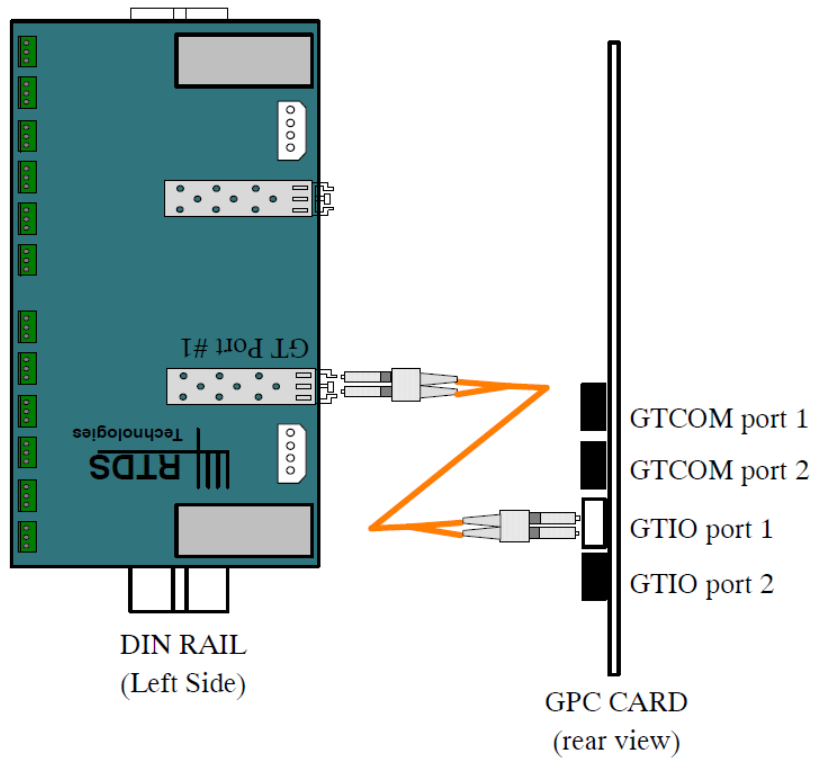 GT Port #1
RTDS
Technologies
GTCOM port 1
GTCOM port 2
GTIO port 1
GTIO port 2
DIN RAIL
(Left Side)
GPC CARD
(rear view)